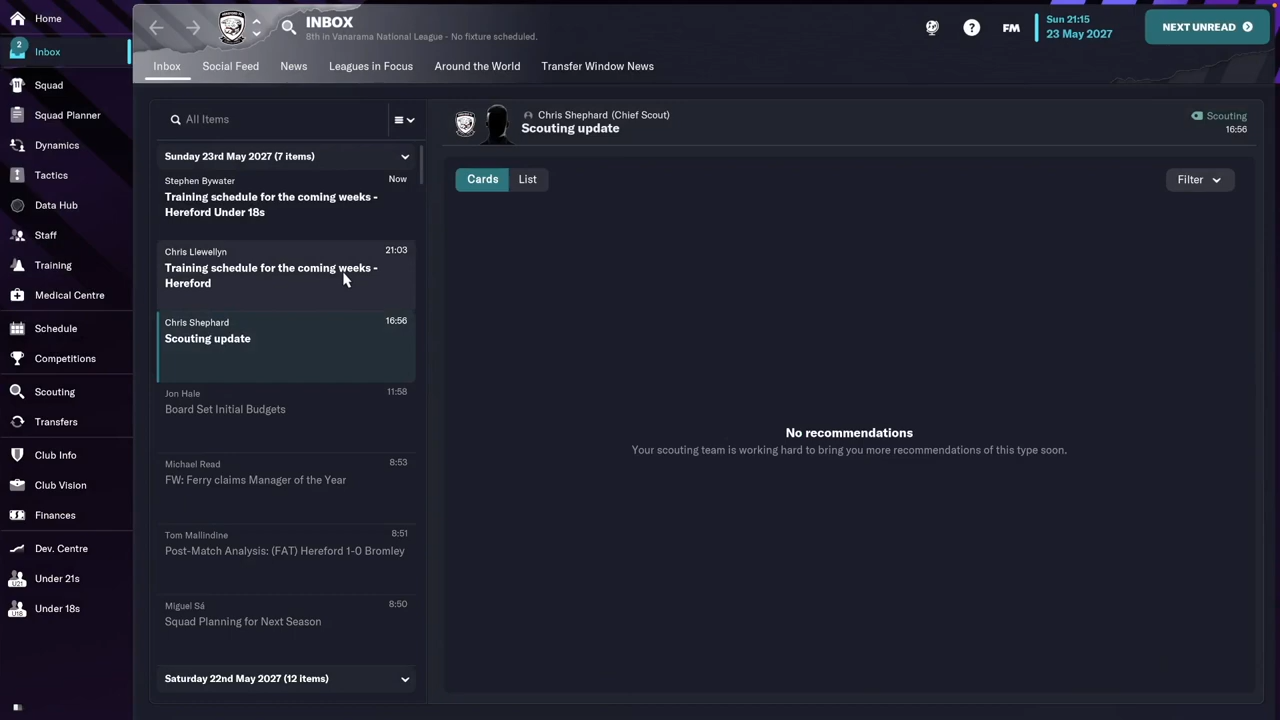 Home
2
Inbox
Squad
Squad Planner
Dynamics
Tactics
Data Hub
Staff
Training
Medical Centre
Schedule
Competitions
Scouting
Transfers
Club Info
Club Vision
Finances
Dev. Centre
U21
Under 21s
U18
Under 18s
INBOX
8th in Vanarama National League - No fixture scheduled.
FM
Sun 21:15
23 May 2027
NEXT UNREAD
Inbox
Social Feed
News
Leagues in Focus
Around the World
Transfer Window News
All Items
Sunday 23rd May 2027 (7 items)
Stephen Bywater
Now
Training schedule for the coming weeks -
Hereford Under 18s
Chris Llewellyn
21:03
Training schedule for the coming weeks -
Hereford
Chris Shephard
16:56
Scouting update
Jon Hale
11:58
Board Set Initial Budgets
Michael Read
8:53
FW: Ferry claims Manager of the Year
Tom Mallindine
8:51
Post-Match Analysis: (FAT) Hereford 1-0 Bromley
Miguel Sá
8:50
Squad Planning for Next Season
Saturday 22nd May 2027 (12 items)
Chris Shephard (Chief Scout)
Scouting update
Scouting
16:56
Cards
List
Filter
No recommendations
Your scouting team is working hard to bring you more recommendations of this type soon.